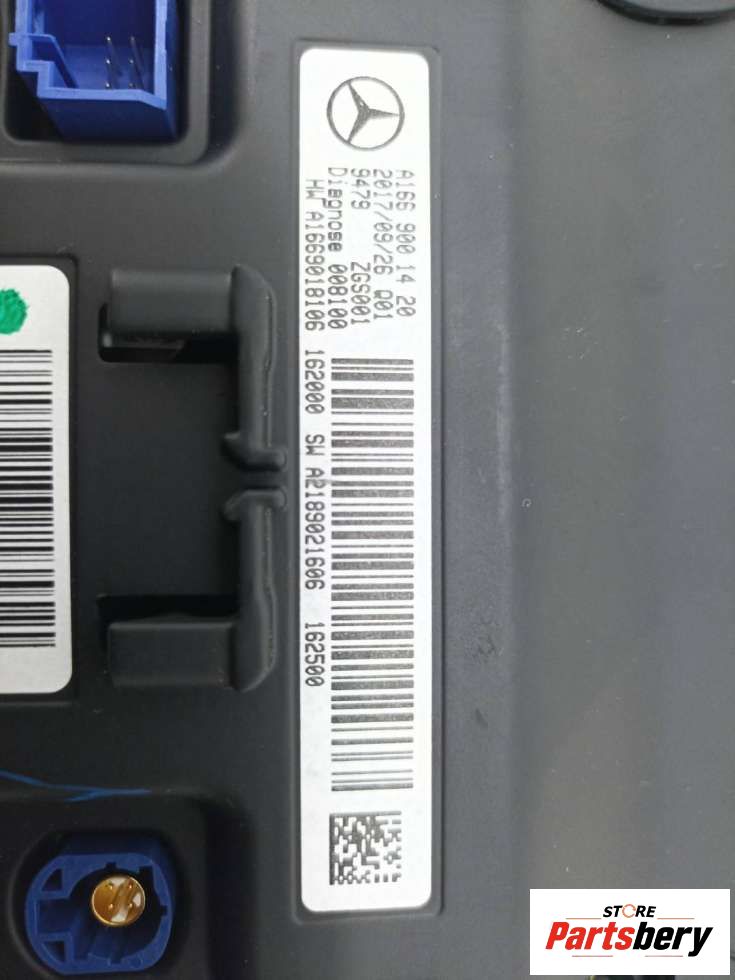 A166 900 14 20
2017/09/26 Q01
9479 ZGS001
Diagnose 008100
HW A1669018106 162000 SW A2189021606 162500
STORE
Partsbery